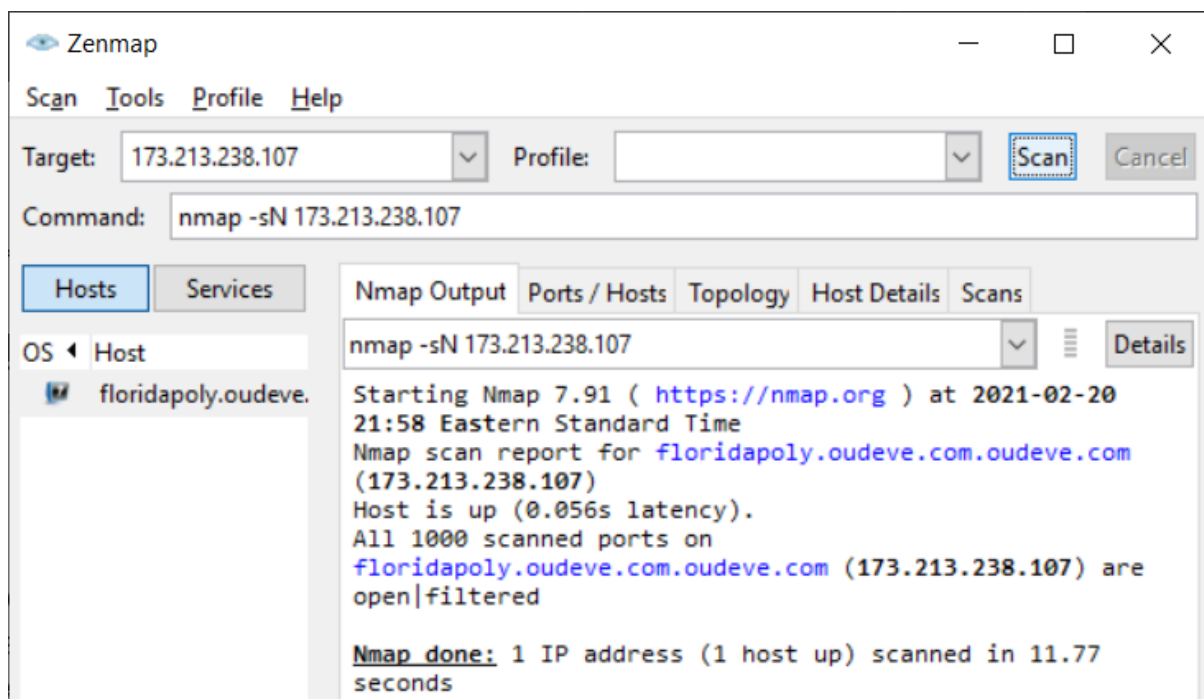 Zenmap
Scan Tools Profile Help
Target: 173.213.238.107 Profile: Scan Cancel
Command: nmap -sN 173.213.238.107
Hosts Services
Nmap Output Ports / Hosts Topology Host Details Scans
OS Host
nmap -sN 173.213.238.107 Details
floridapoly.oudeve.
Starting Nmap 7.91 ( https://nmap.org ) at 2021-02-20
21:58 Eastern Standard Time
Nmap scan report for floridapoly.oudeve.com.oudeve.com
(173.213.238.107)
Host is up (0.056s latency).
All 1000 scanned ports on
floridapoly.oudeve.com.oudeve.com (173.213.238.107) are
open|filtered
Nmap done: 1 IP address (1 host up) scanned in 11.77
seconds